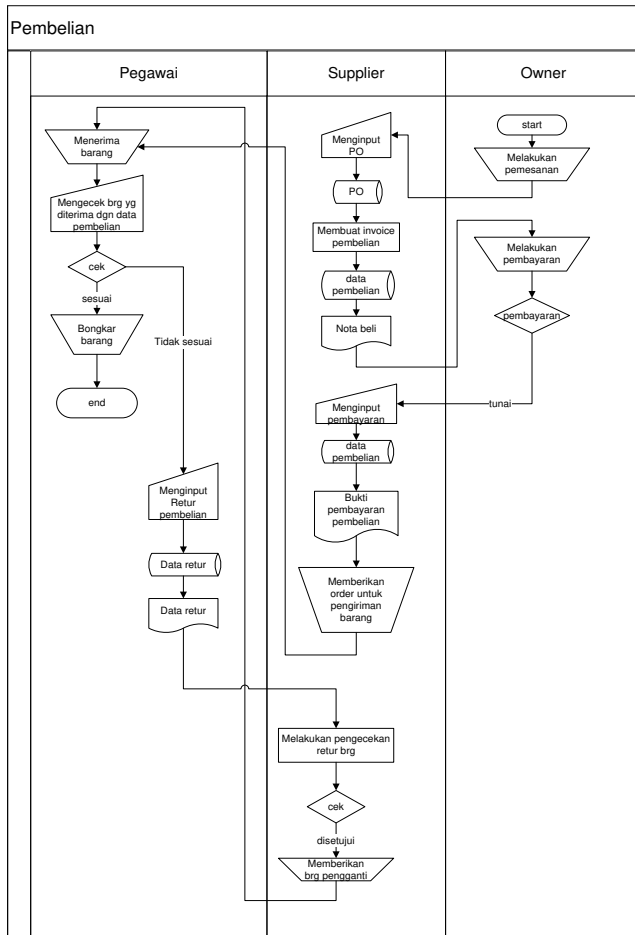 Pembelian
Pegawai
Supplier
Owner
Menerima
barang
Mengecek brg yg
diterima dgn data
pembelian
cek
sesuai
Tidak sesuai
Bongkar
barang
end
Menginput
Retur
pembelian
Data retur
Data retur
Menginput
PO
PO
Membuat invoice
pembelian
data
pembelian
Nota beli
Menginput
pembayaran
data
pembelian
Bukti
pembayaran
pembelian
Memberikan
order untuk
pengiriman
barang
Melakukan pengecekan
retur brg
cek
disetujui
Memberikan
brg pengganti
start
Melakukan
pemesanan
Melakukan
pembayaran
pembayaran
tunai